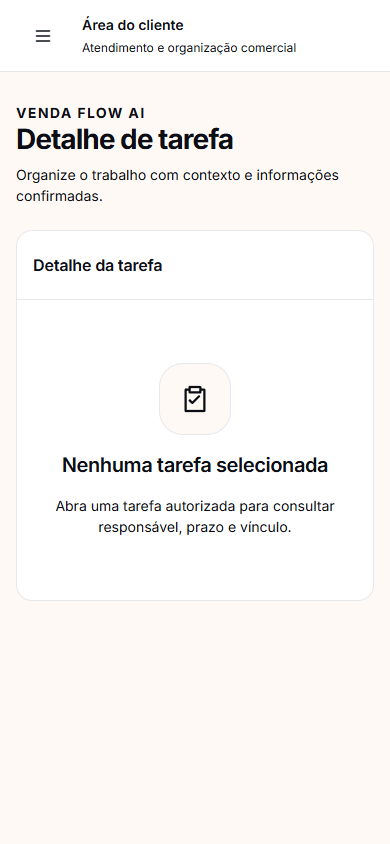 Área do cliente
Atendimento e organização comercial
VENDA FLOW AI
Detalhe de tarefa
Organize o trabalho com contexto e informações
confirmadas.
Detalhe da tarefa
Nenhuma tarefa selecionada
Abra uma tarefa autorizada para consultar
responsável, prazo e vínculo.